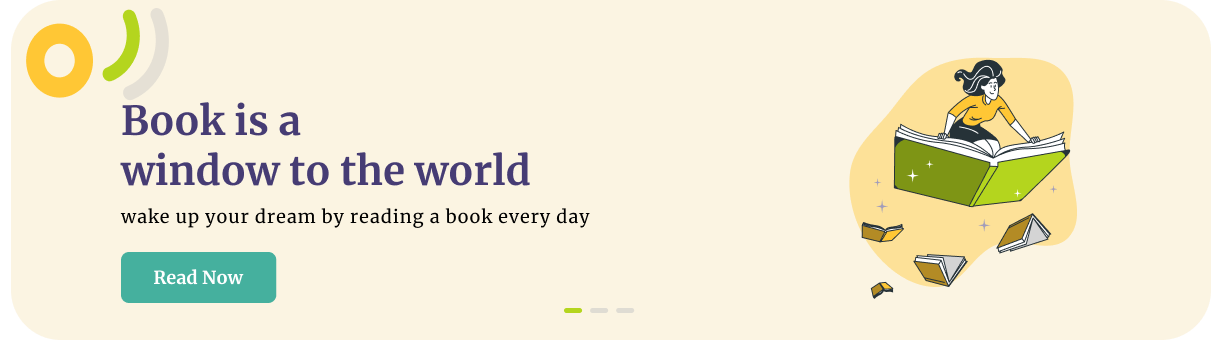 Book is a
window to the world
wake up your dream by reading a book every day
Read Now